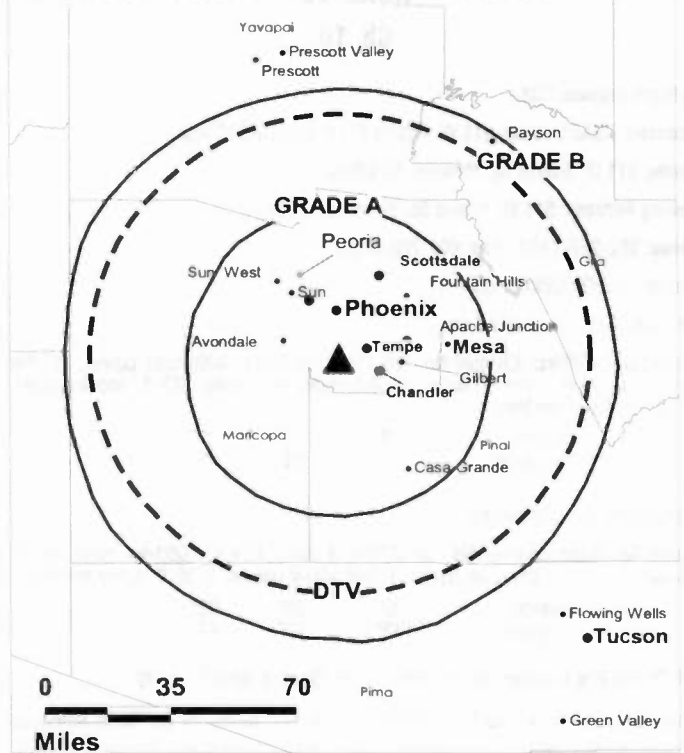 Yavapai
Prescott Valley
Prescott
Payson
GRADE B
GRADE A
Gila
Peoria
Scottsdale
Sun West
Fountain Hills
Sun
Phoenix
Apache Junction
Avondale
Tempe
Mesa
Gilbert
Chandler
Maricopa
Pinal
Casa Grande
DTV
Flowing Wells
Tucson
0 35 70
Pima
Green Valley
Miles